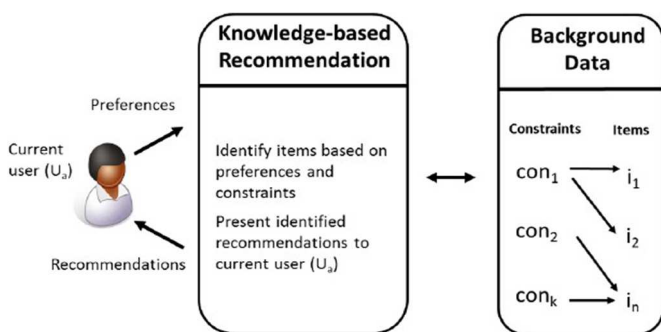 Knowledge-based
Recommendation
Background
Data
Preferences
Current
user (Uₐ)
Recommendations
Identify items based on
preferences and
constraints
Present identified
recommendations to
current user (Uₐ)
Constraints Items
con₁ i₁
con₂ i₂
conₖ iₙ